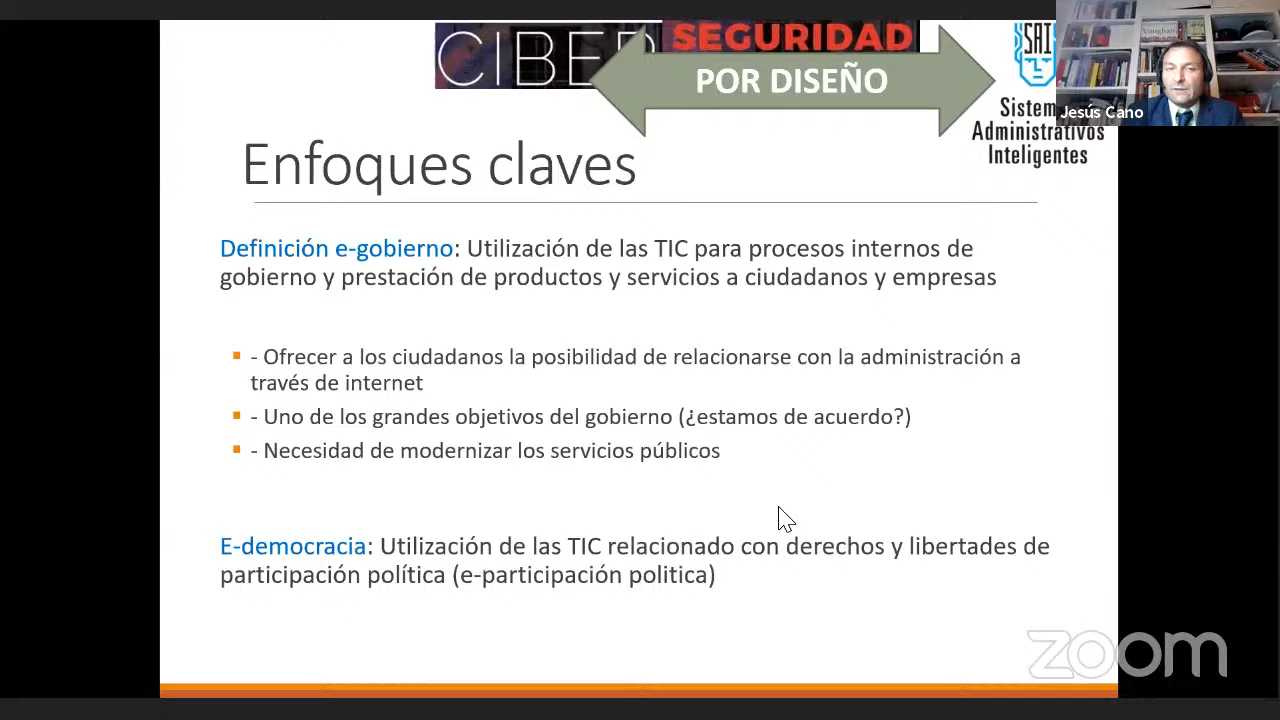 CIBER
SEGURIDAD
POR DISEÑO
SAI
Jesús Cano
Administrativos
Inteligentes
Enfoques claves
Definición e-gobierno: Utilización de las TIC para procesos internos de
gobierno y prestación de productos y servicios a ciudadanos y empresas
- Ofrecer a los ciudadanos la posibilidad de relacionarse con la administración a
través de internet
- Uno de los grandes objetivos del gobierno (¿estamos de acuerdo?)
- Necesidad de modernizar los servicios públicos
E-democracia: Utilización de las TIC relacionado con derechos y libertades de
participación política (e-participación politica)
zoom